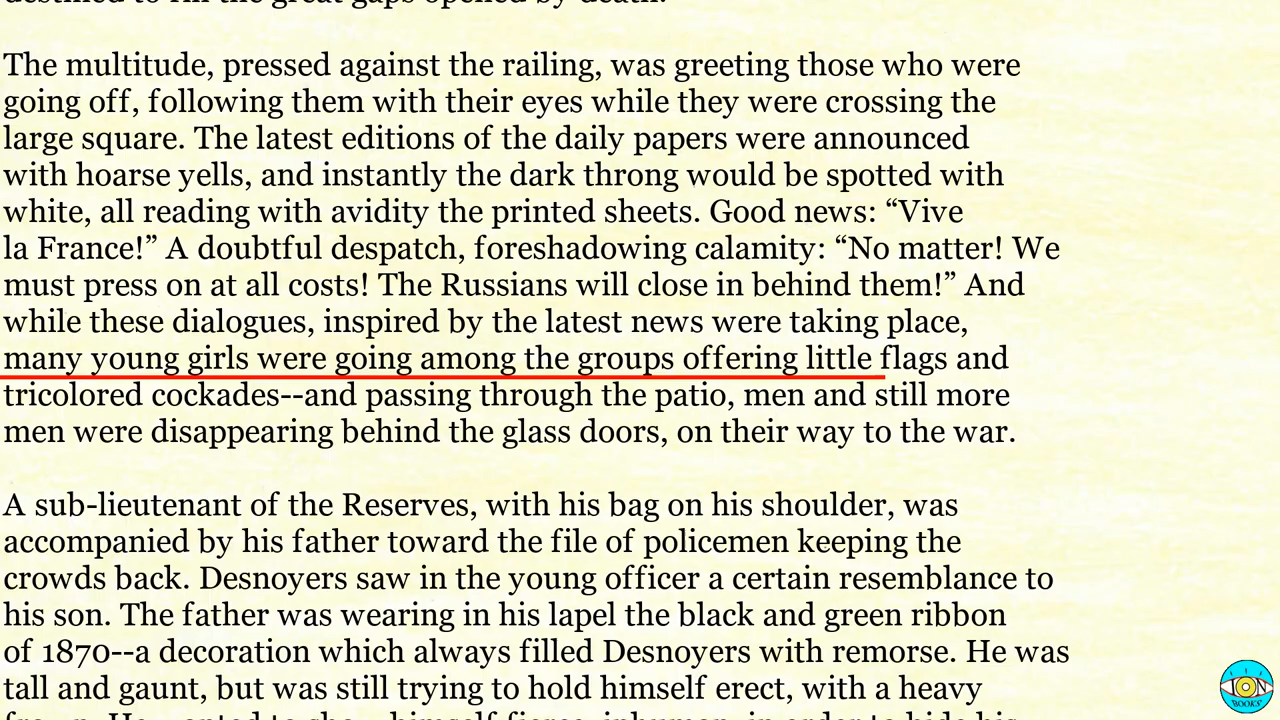 The multitude, pressed against the railing, was greeting those who were
going off, following them with their eyes while they were crossing the
large square. The latest editions of the daily papers were announced
with hoarse yells, and instantly the dark throng would be spotted with
white, all reading with avidity the printed sheets. Good news: “Vive
la France!” A doubtful despatch, foreshadowing calamity: “No matter! We
must press on at all costs! The Russians will close in behind them!” And
while these dialogues, inspired by the latest news were taking place,
many young girls were going among the groups offering little flags and
tricolored cockades--and passing through the patio, men and still more
men were disappearing behind the glass doors, on their way to the war.
A sub-lieutenant of the Reserves, with his bag on his shoulder, was
accompanied by his father toward the file of policemen keeping the
crowds back. Desnoyers saw in the young officer a certain resemblance to
his son. The father was wearing in his lapel the black and green ribbon
of 1870--a decoration which always filled Desnoyers with remorse. He was
tall and gaunt, but was still trying to hold himself erect, with a heavy
ION
BOOKS